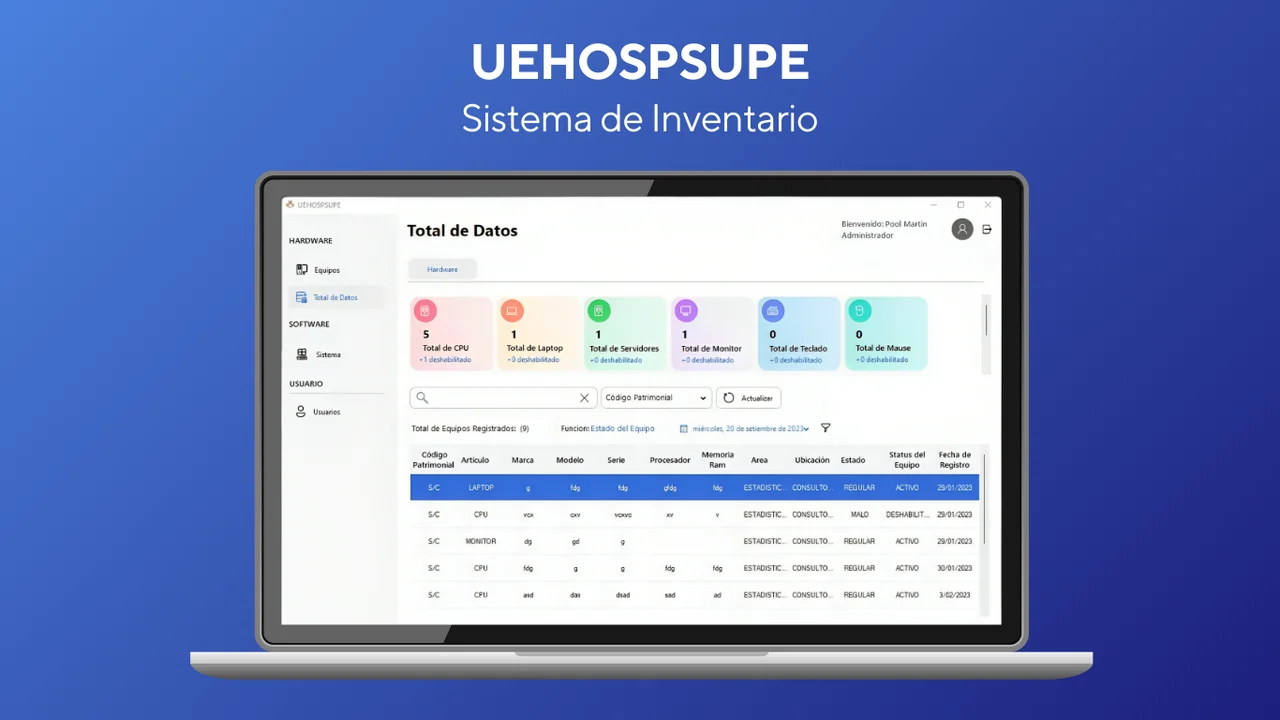 UEHOSPSUPE
Sistema de Inventario
UEHOSPSUPE
HARDWARE
Equipos
Total de Datos
SOFTWARE
Sistema
USUARIO
Usuarios
Total de Datos
Bienvenido: Pool Martin
Administrador
Hardware
5
Total de CPU
+1 deshabilitado
1
Total de Laptop
+0 deshabilitado
1
Total de Servidores
+0 deshabilitado
1
Total de Monitor
+0 deshabilitado
0
Total de Teclado
+0 deshabilitado
0
Total de Mause
+0 deshabilitado
Código Patrimonial
Actualizar
Total de Equipos Registrados: (9)
Funcion: Estado del Equipo
miércoles, 20 de setiembre de 2023
Código Patrimonial Artículo Marca Modelo Serie Procesador Memoria Ram Area Ubicación Estado Status del Equipo Fecha de Registro
S/C LAPTOP g fdg fdg gfdg fdg ESTADISTIC... CONSULTO... REGULAR ACTIVO 29/01/2023
S/C CPU vcx cxv vcxvc xv v ESTADISTIC... CONSULTO... MALO DESHABILIT... 29/01/2023
S/C MONITOR dg gd g ESTADISTIC... CONSULTO... REGULAR ACTIVO 29/01/2023
S/C CPU fdg g g fdg fdg ESTADISTIC... CONSULTO... REGULAR ACTIVO 30/01/2023
S/C CPU asd das dsad sad ad ESTADISTIC... CONSULTO... REGULAR ACTIVO 3/02/2023